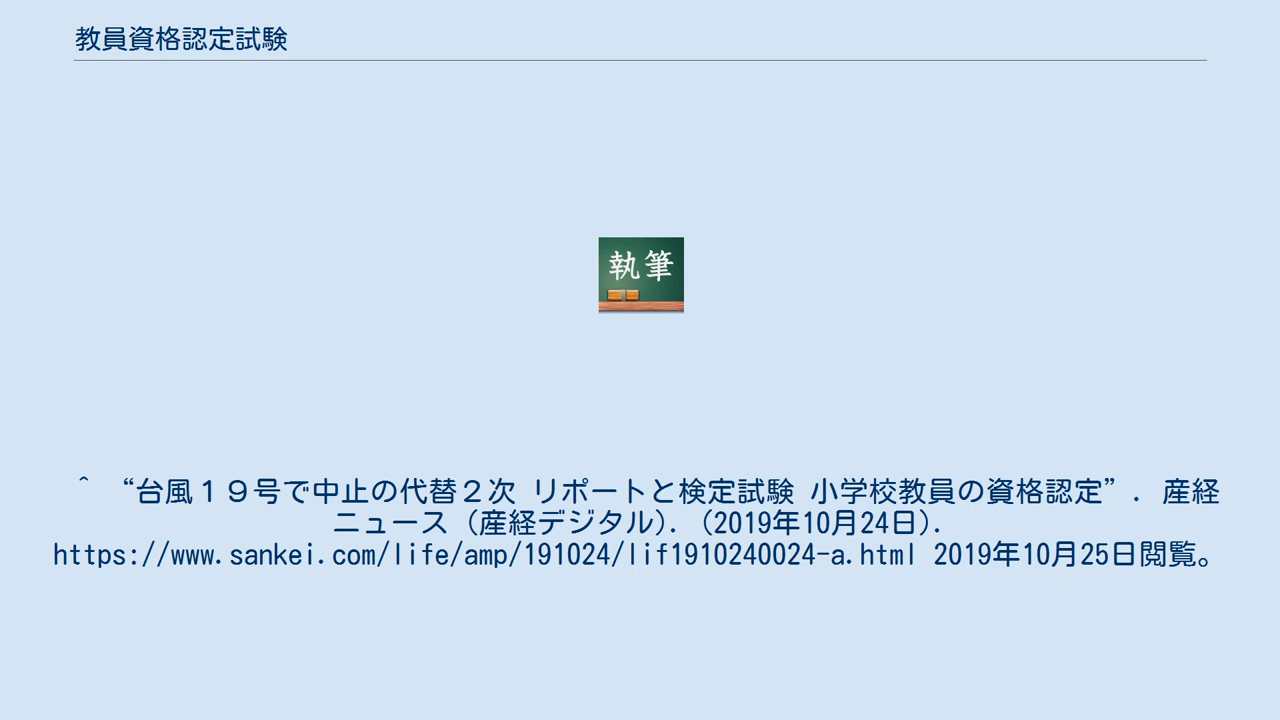 教員資格認定試験
執筆
^ “台風１９号で中止の代替２次 リポートと検定試験 小学校教員の資格認定”. 産経
ニュース (産経デジタル). (2019年10月24日).
https://www.sankei.com/life/amp/191024/lif1910240024-a.html 2019年10月25日閲覧。